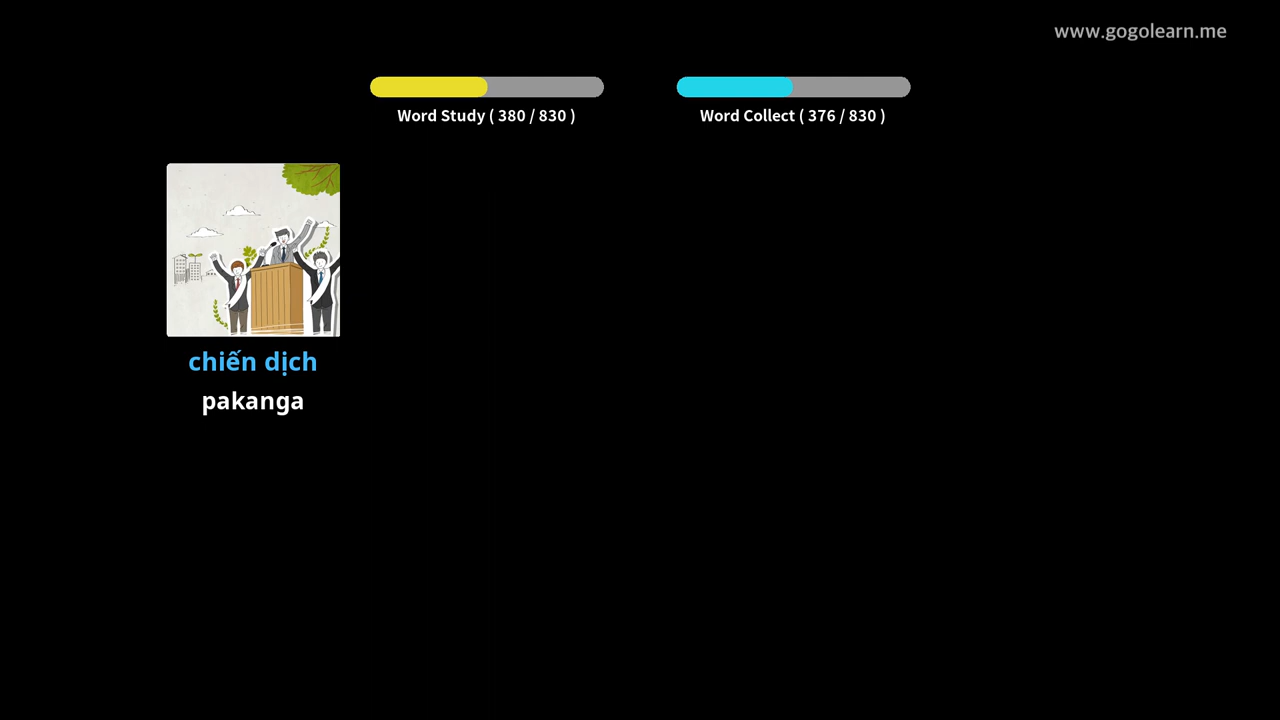 www.gogolearn.me
Word Study ( 380 / 830 )
Word Collect ( 376 / 830 )
chiến dịch
pakanga